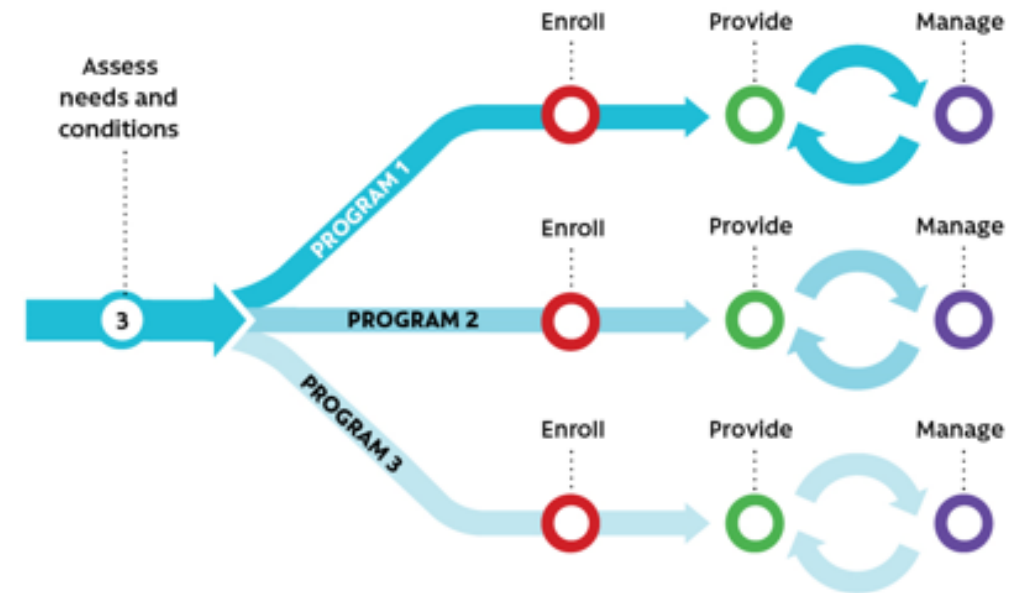 Assess
needs and
conditions
3
PROGRAM 1
Enroll
Provide
Manage
PROGRAM 2
Enroll
Provide
Manage
PROGRAM 3
Enroll
Provide
Manage